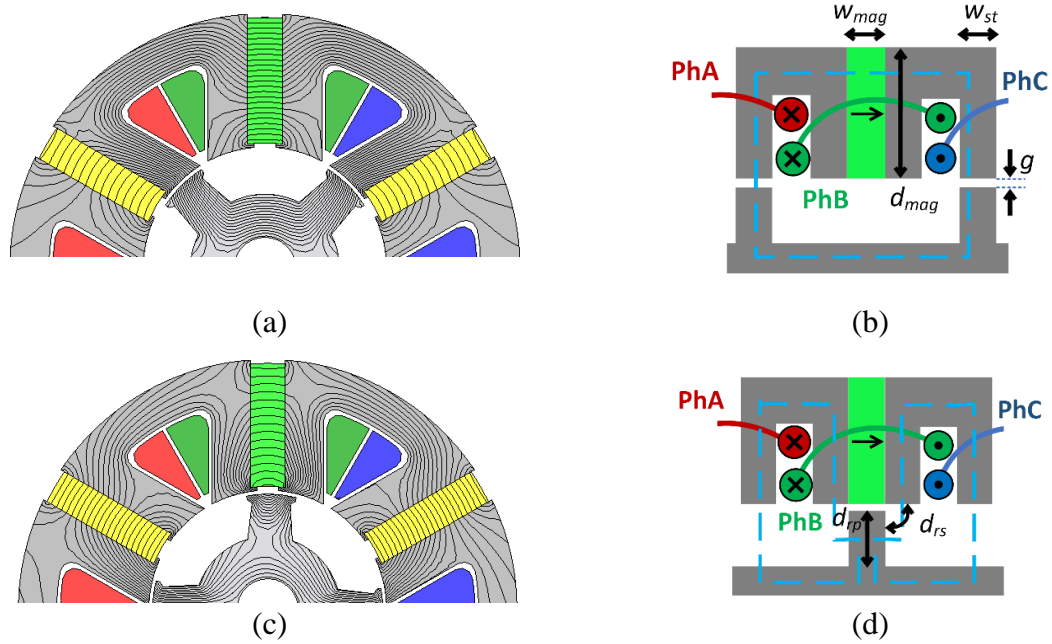 w_mag w_st
PhA
PhC
g
PhB
d_mag
(a) (b)
PhA
PhC
PhB
d_rp
d_rs
(c) (d)